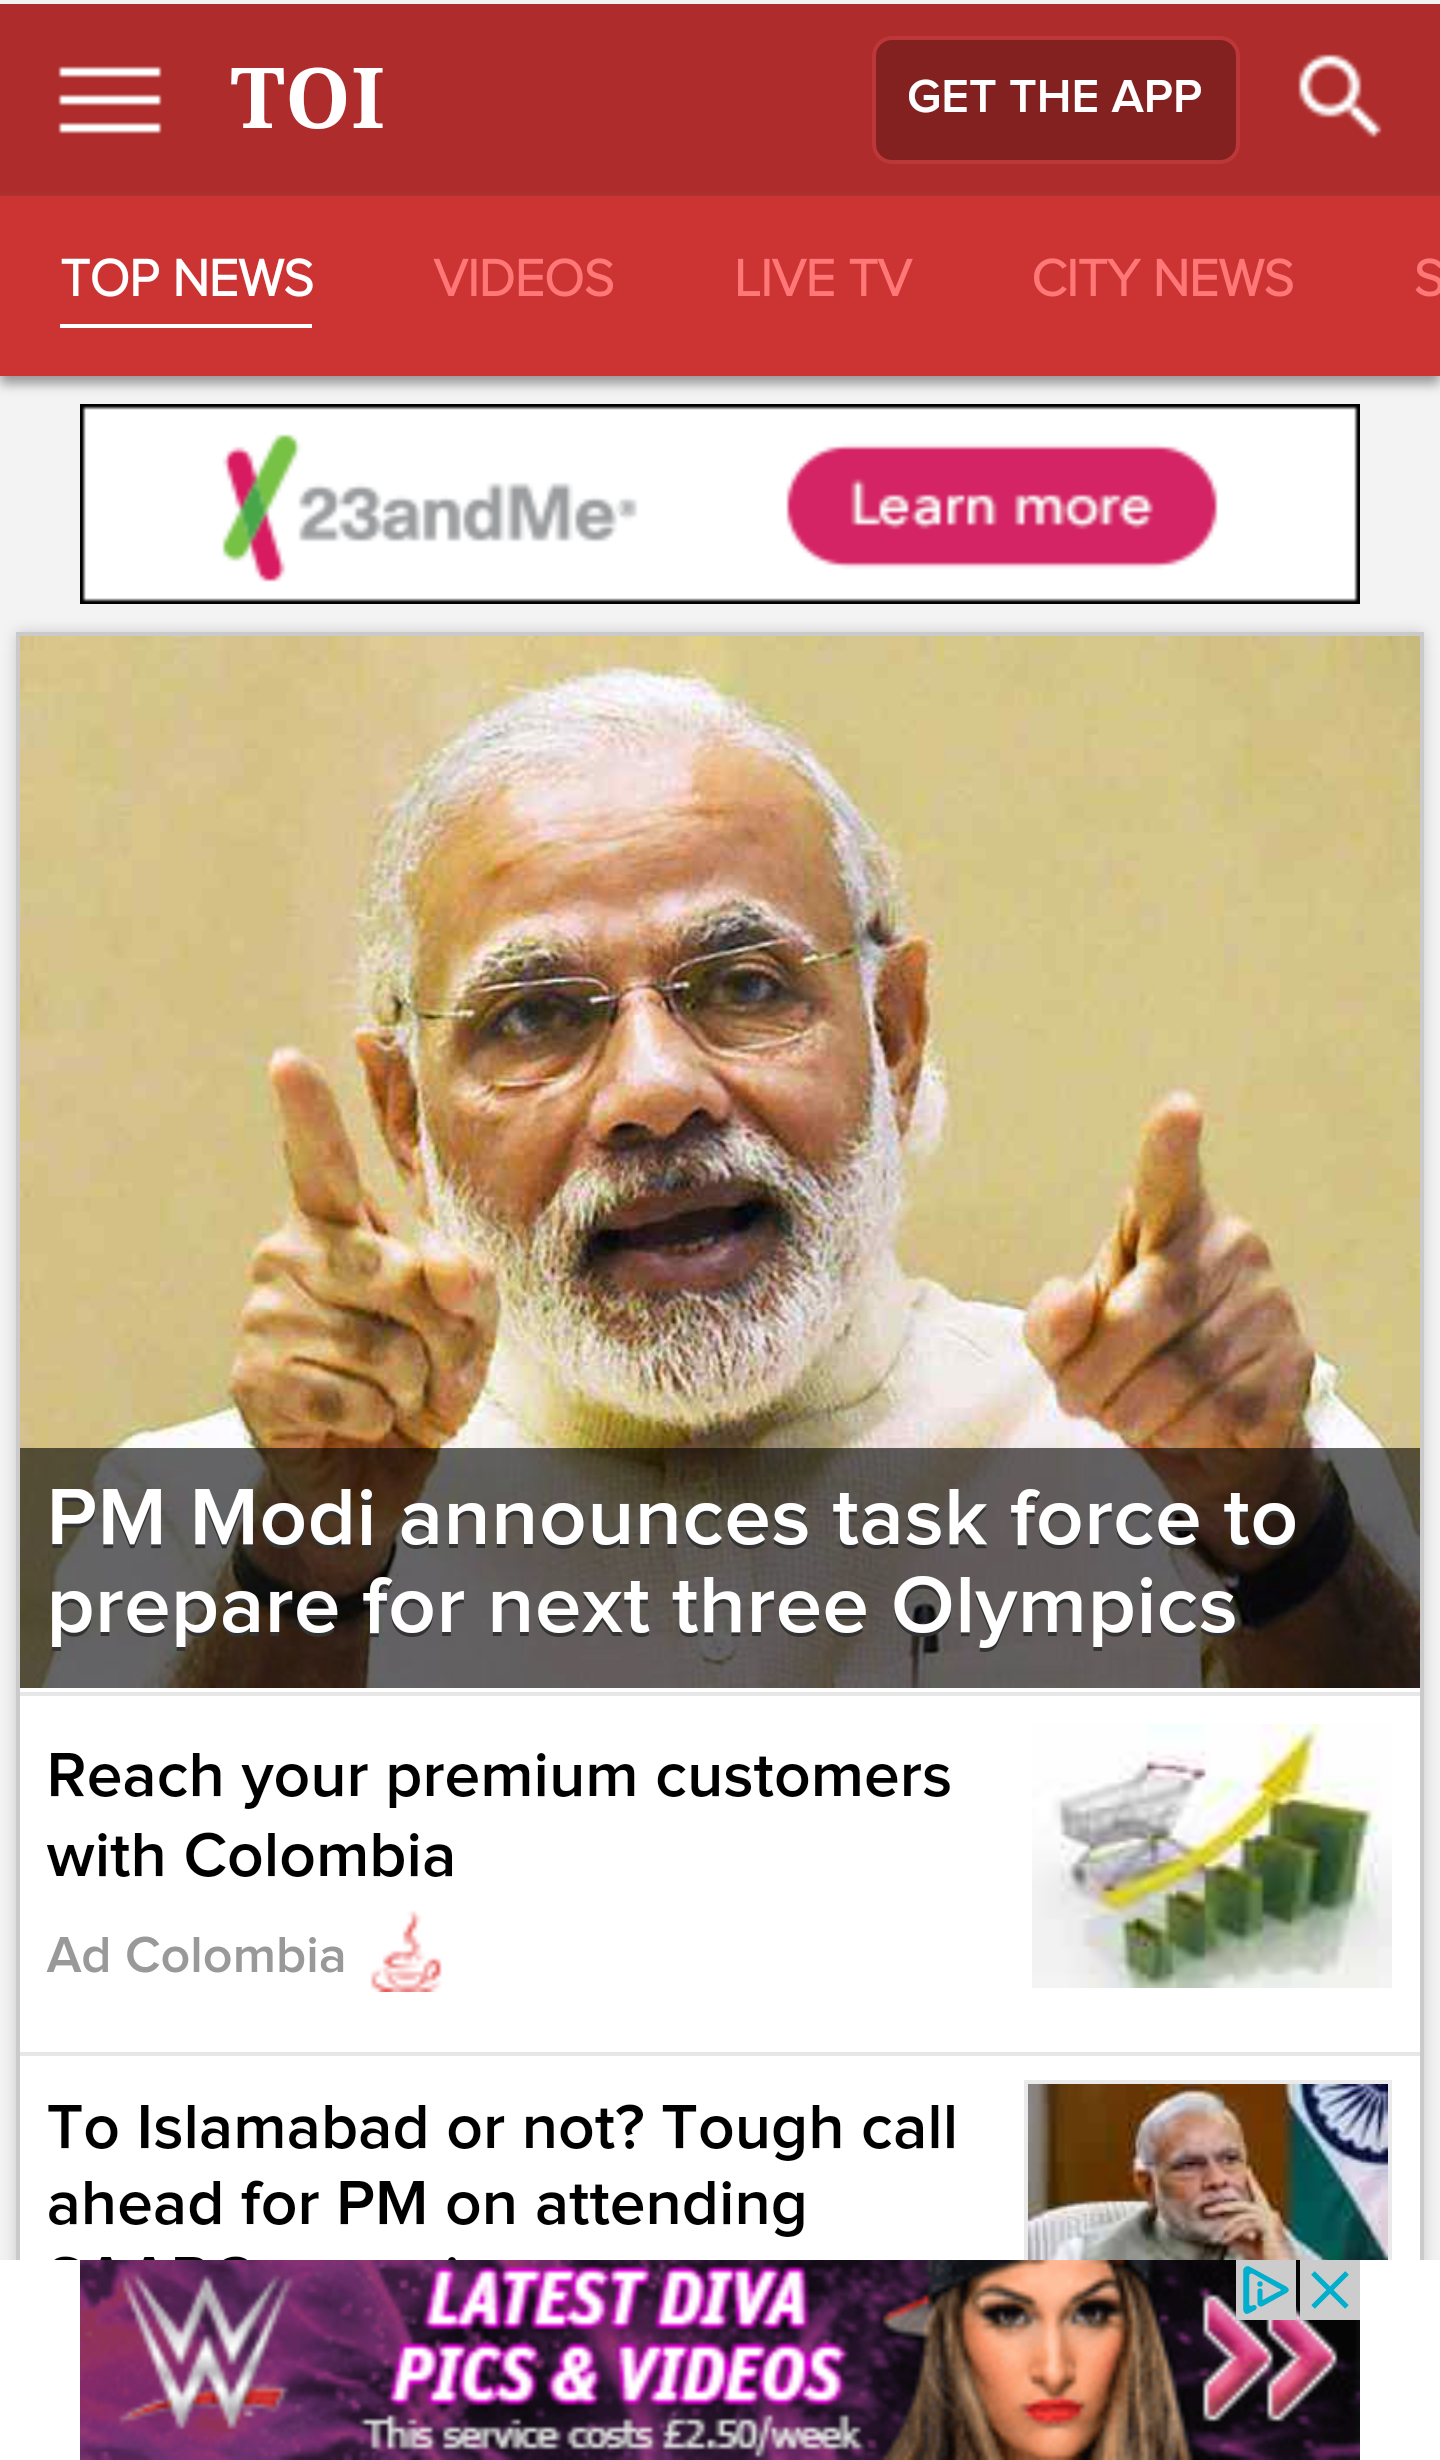 TOI
GET THE APP
TOP NEWS
VIDEOS
LIVE TV
CITY NEWS
S
23andMe
Learn more
PM Modi announces task force to
prepare for next three Olympics
Reach your premium customers
with Colombia
Ad Colombia
To Islamabad or not? Tough call
ahead for PM on attending
W
LATEST DIVA
PICS & VIDEOS
This service costs £2.50/week